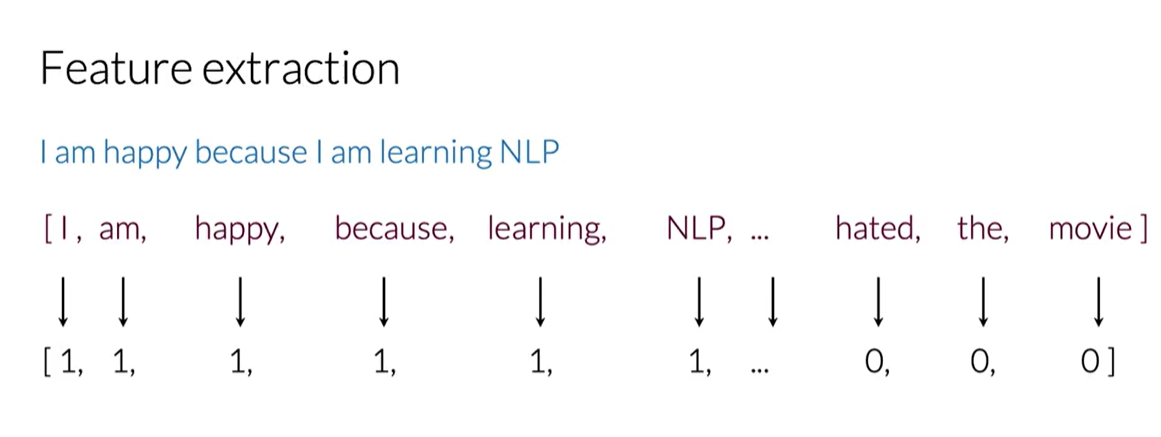 Feature extraction
I am happy because I am learning NLP
[ I , am, happy, because, learning, NLP, ... hated, the, movie ]
[ 1, 1, 1, 1, 1, 1, ... 0, 0, 0 ]